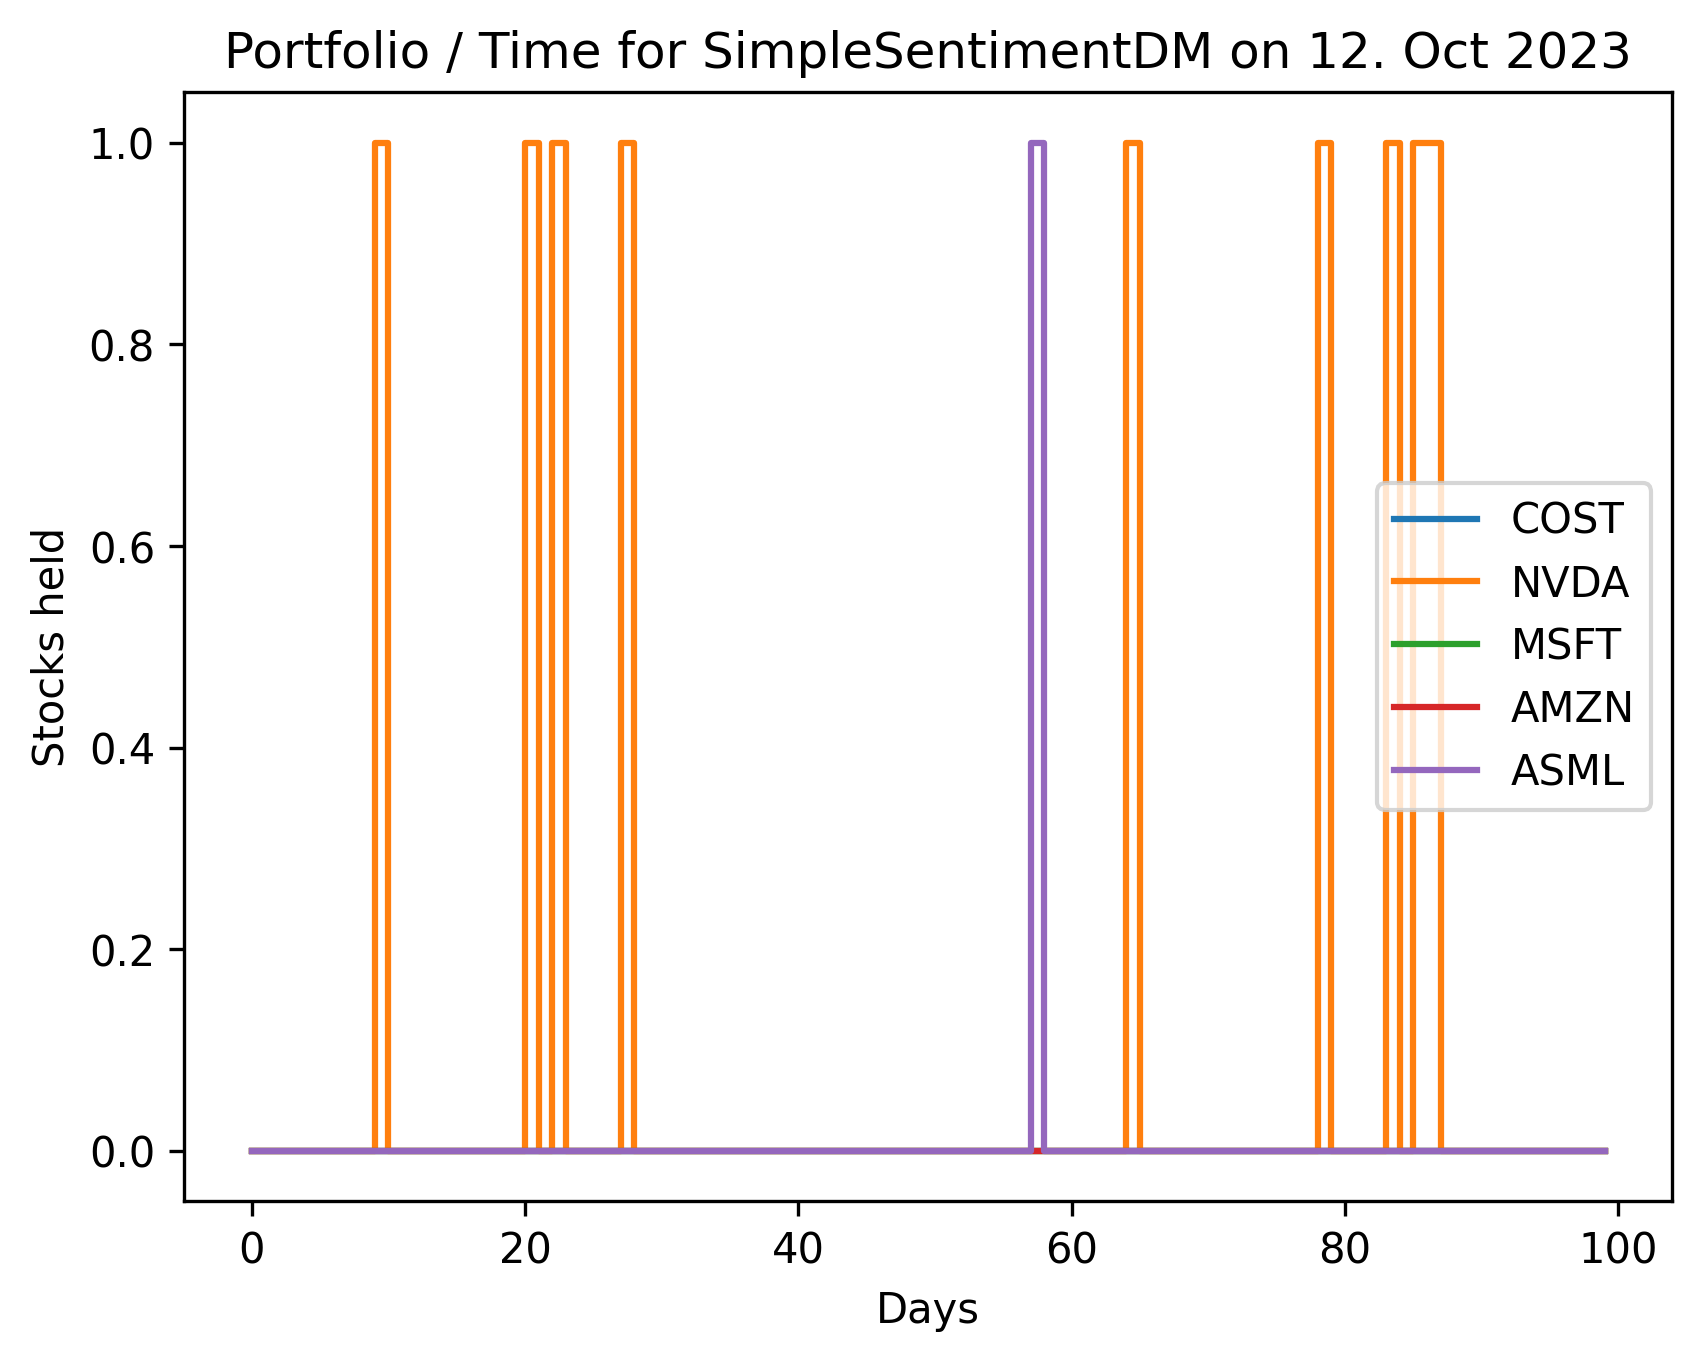 Portfolio / Time for SimpleSentimentDM on 12. Oct 2023
1.0
0.8
0.6
0.4
0.2
0.0
Stocks held
COST
NVDA
MSFT
AMZN
ASML
0 20 40 60 80 100
Days